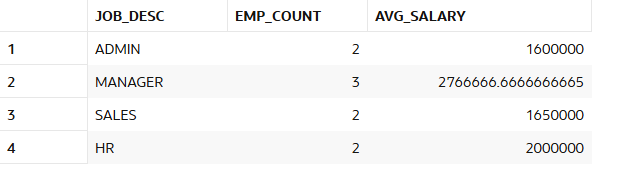 JOB_DESC EMP_COUNT AVG_SALARY
1 ADMIN 2 1600000
2 MANAGER 3 2766666.6666666665
3 SALES 2 1650000
4 HR 2 2000000